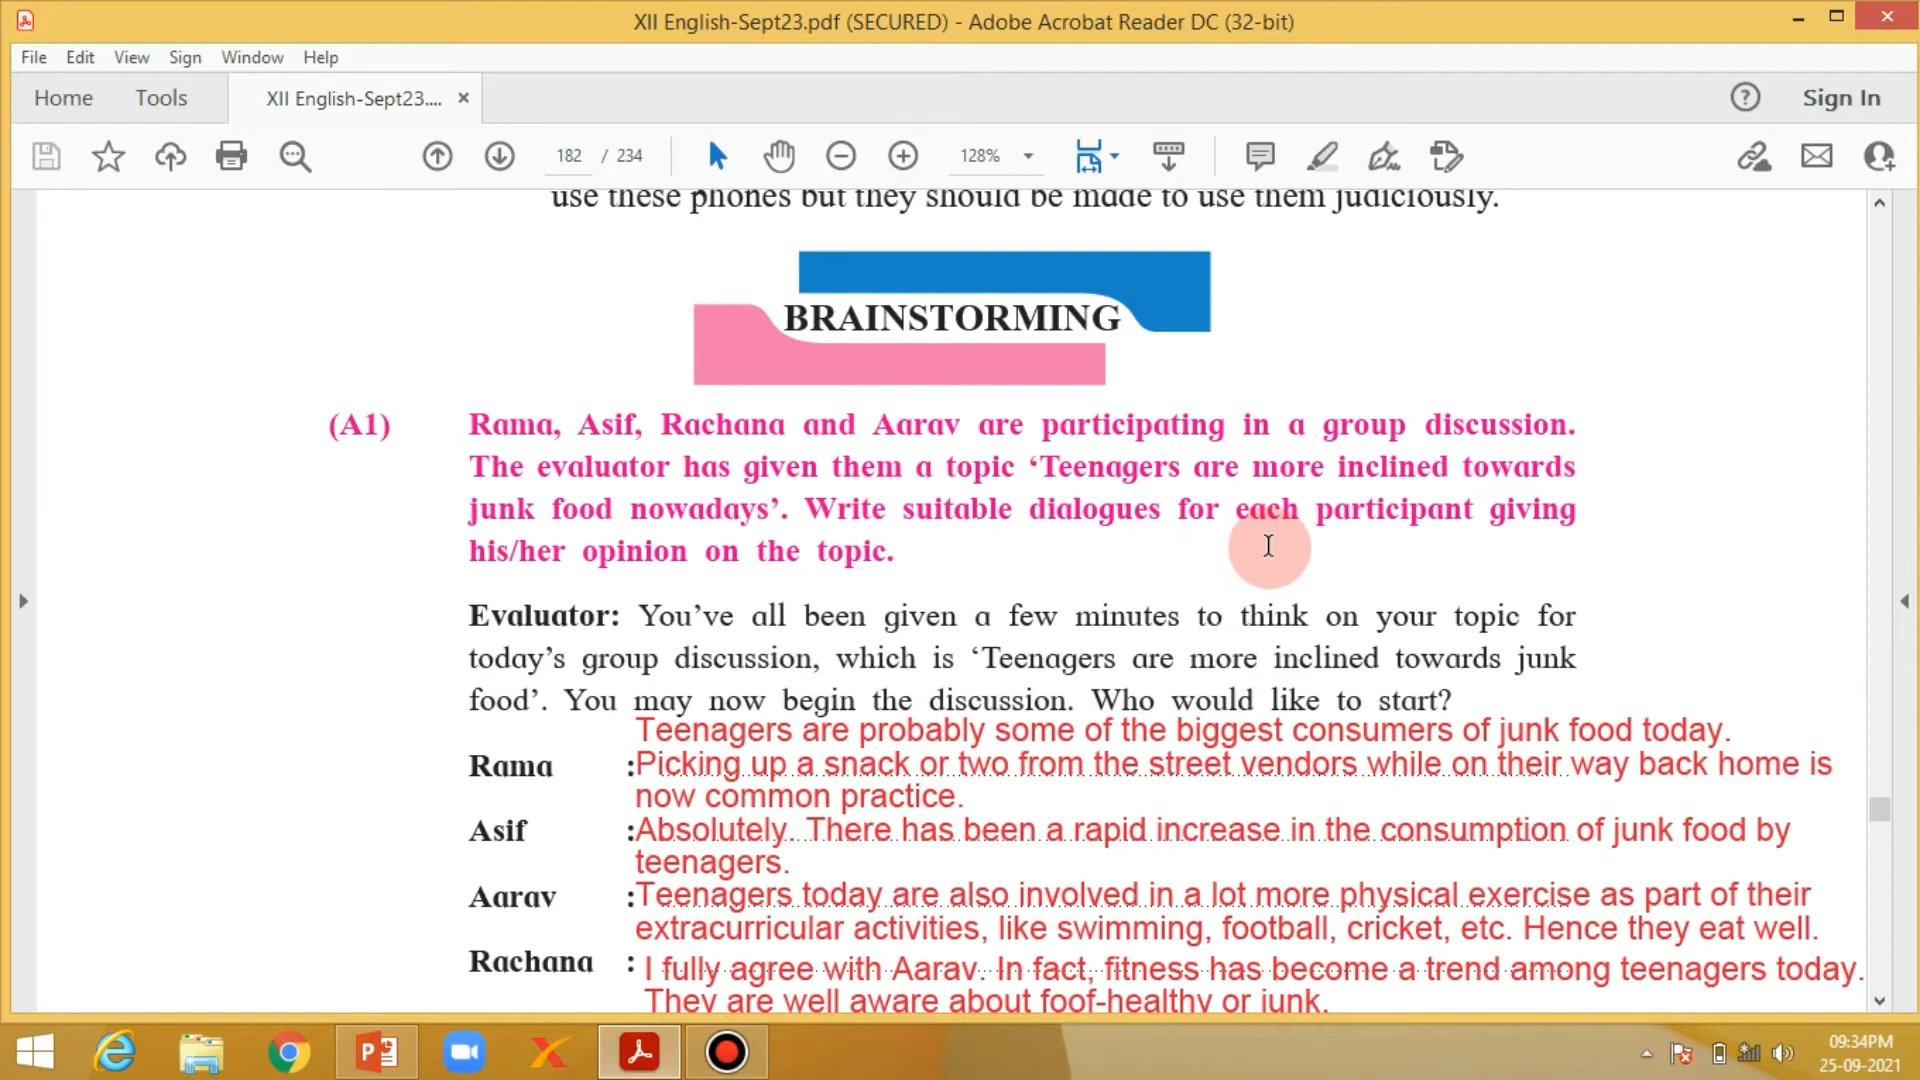 XII English-Sept23.pdf (SECURED) - Adobe Acrobat Reader DC (32-bit)
File Edit View Sign Window Help
Home Tools XII English-Sept23.... × ? Sign In
182 / 234 128%
use these phones but they should be made to use them judiciously.
BRAINSTORMING
(A1) Rama, Asif, Rachana and Aarav are participating in a group discussion.
The evaluator has given them a topic ‘Teenagers are more inclined towards
junk food nowadays’. Write suitable dialogues for each participant giving
his/her opinion on the topic.
Evaluator: You’ve all been given a few minutes to think on your topic for
today’s group discussion, which is ‘Teenagers are more inclined towards junk
food’. You may now begin the discussion. Who would like to start?
Teenagers are probably some of the biggest consumers of junk food today.
Rama :Picking up a snack or two from the street vendors while on their way back home is
now common practice.
Asif :Absolutely. There has been a rapid increase in the consumption of junk food by
teenagers.
Aarav :Teenagers today are also involved in a lot more physical exercise as part of their
extracurricular activities, like swimming, football, cricket, etc. Hence they eat well.
Rachana : I fully agree with Aarav. In fact, fitness has become a trend among teenagers today.
They are well aware about foof-healthy or junk.
09:34PM
25-09-2021